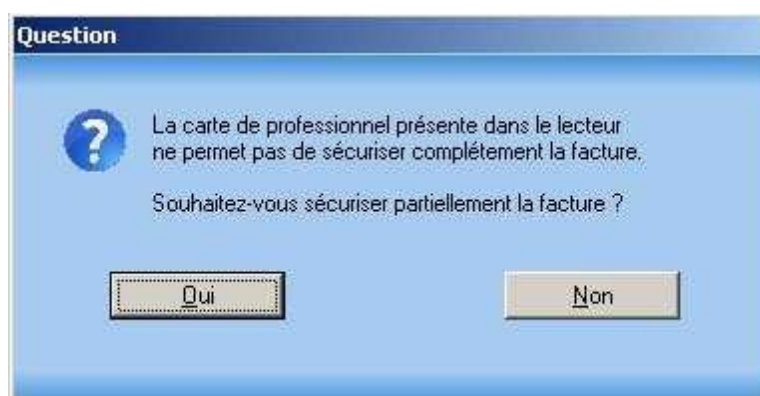 Question
La carte de professionnel présente dans le lecteur
ne permet pas de sécuriser complétement la facture.
Souhaitez-vous sécuriser partiellement la facture ?
Oui
Non